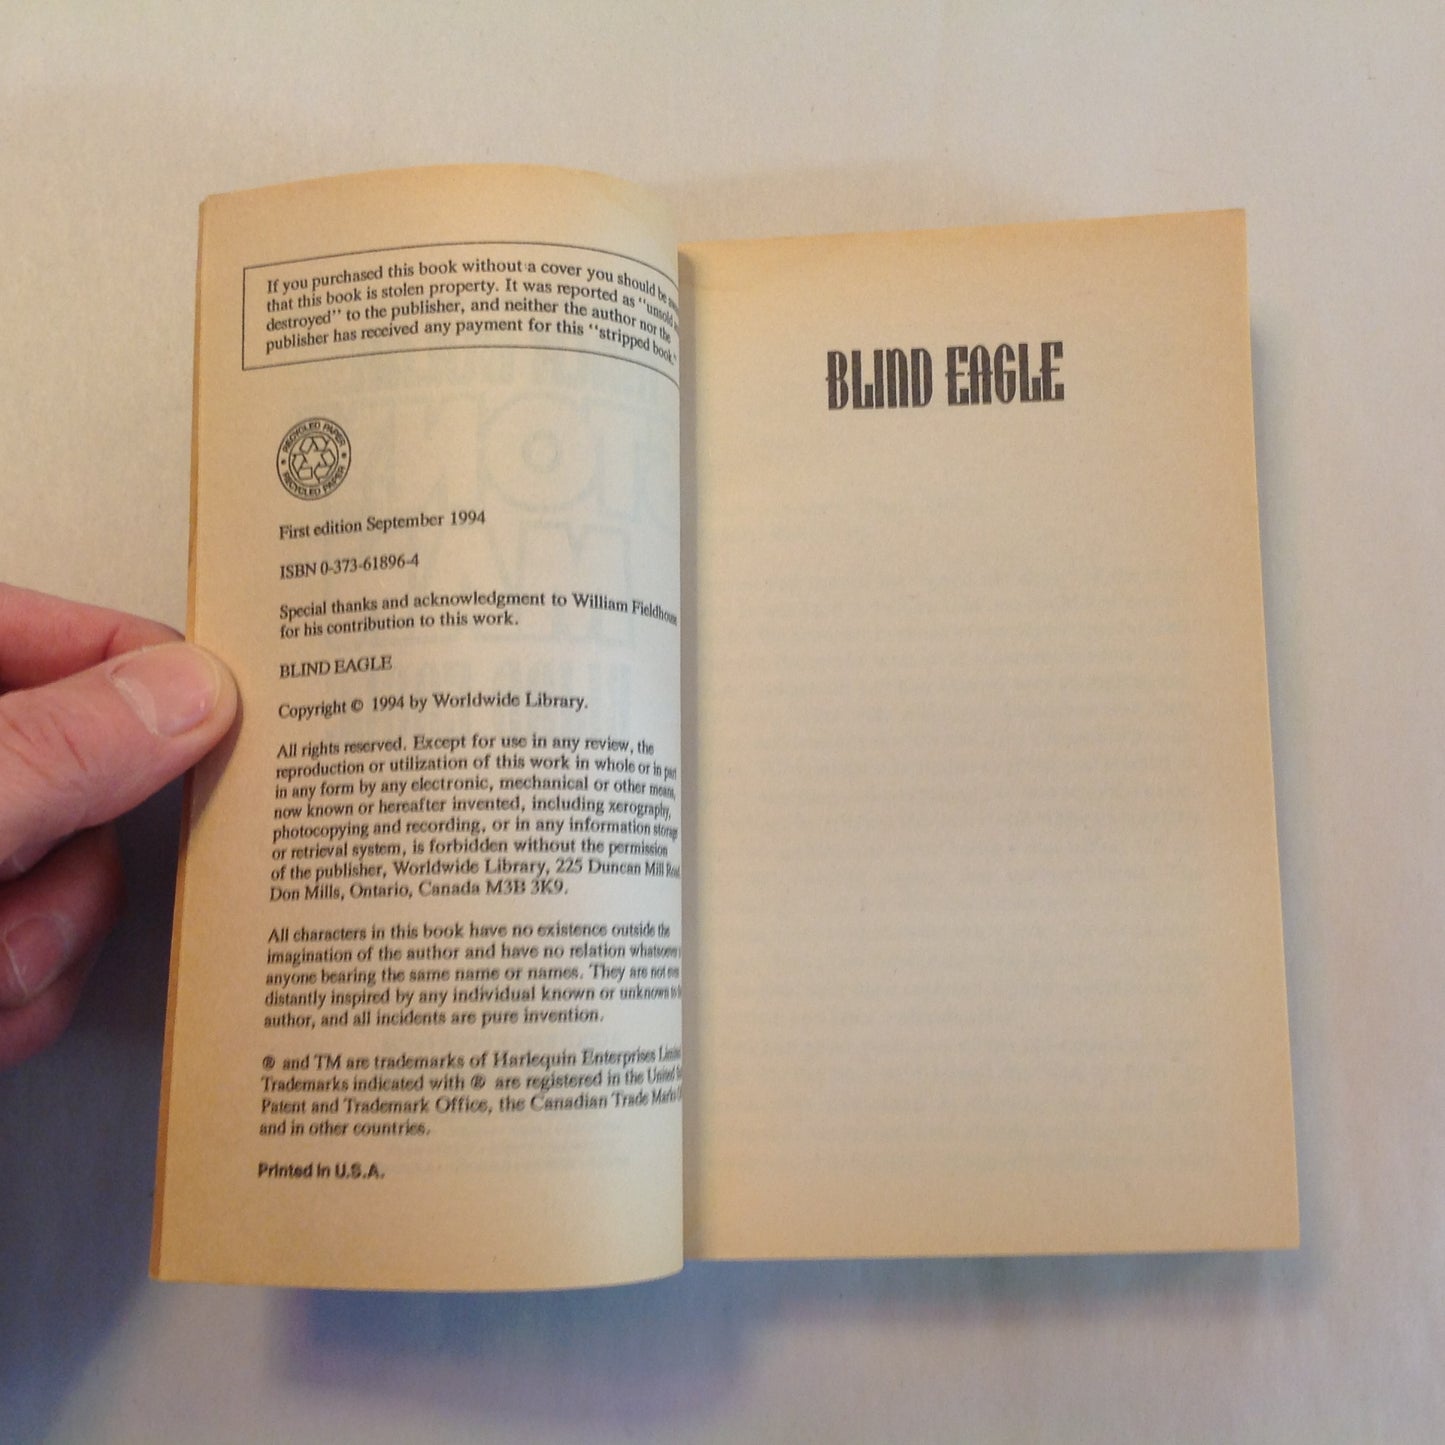 If you purchased this book without a cover you should be
that this book is stolen property. It was reported as "unsold
destroyed" to the publisher, and neither the author nor the
publisher has received any payment for this "stripped book."
RECYCLED PAPER
RECYCLED PAPER
First edition September 1994
ISBN 0-373-61896-4
Special thanks and acknowledgment to William Fieldhouse
for his contribution to this work.
BLIND EAGLE
Copyright © 1994 by Worldwide Library.
All rights reserved. Except for use in any review, the
reproduction or utilization of this work in whole or in part
in any form by any electronic, mechanical or other means,
now known or hereafter invented, including xerography,
photocopying and recording, or in any information storage
or retrieval system, is forbidden without the permission
of the publisher, Worldwide Library, 225 Duncan Mill Road,
Don Mills, Ontario, Canada M3B 3K9.
All characters in this book have no existence outside the
imagination of the author and have no relation whatsoever
anyone bearing the same name or names. They are not even
distantly inspired by any individual known or unknown to
author, and all incidents are pure invention.
® and TM are trademarks of Harlequin Enterprises Limited
Trademarks indicated with ® are registered in the United
Patent and Trademark Office, the Canadian Trade Marks
and in other countries.
Printed in U.S.A.
BLIND EAGLE